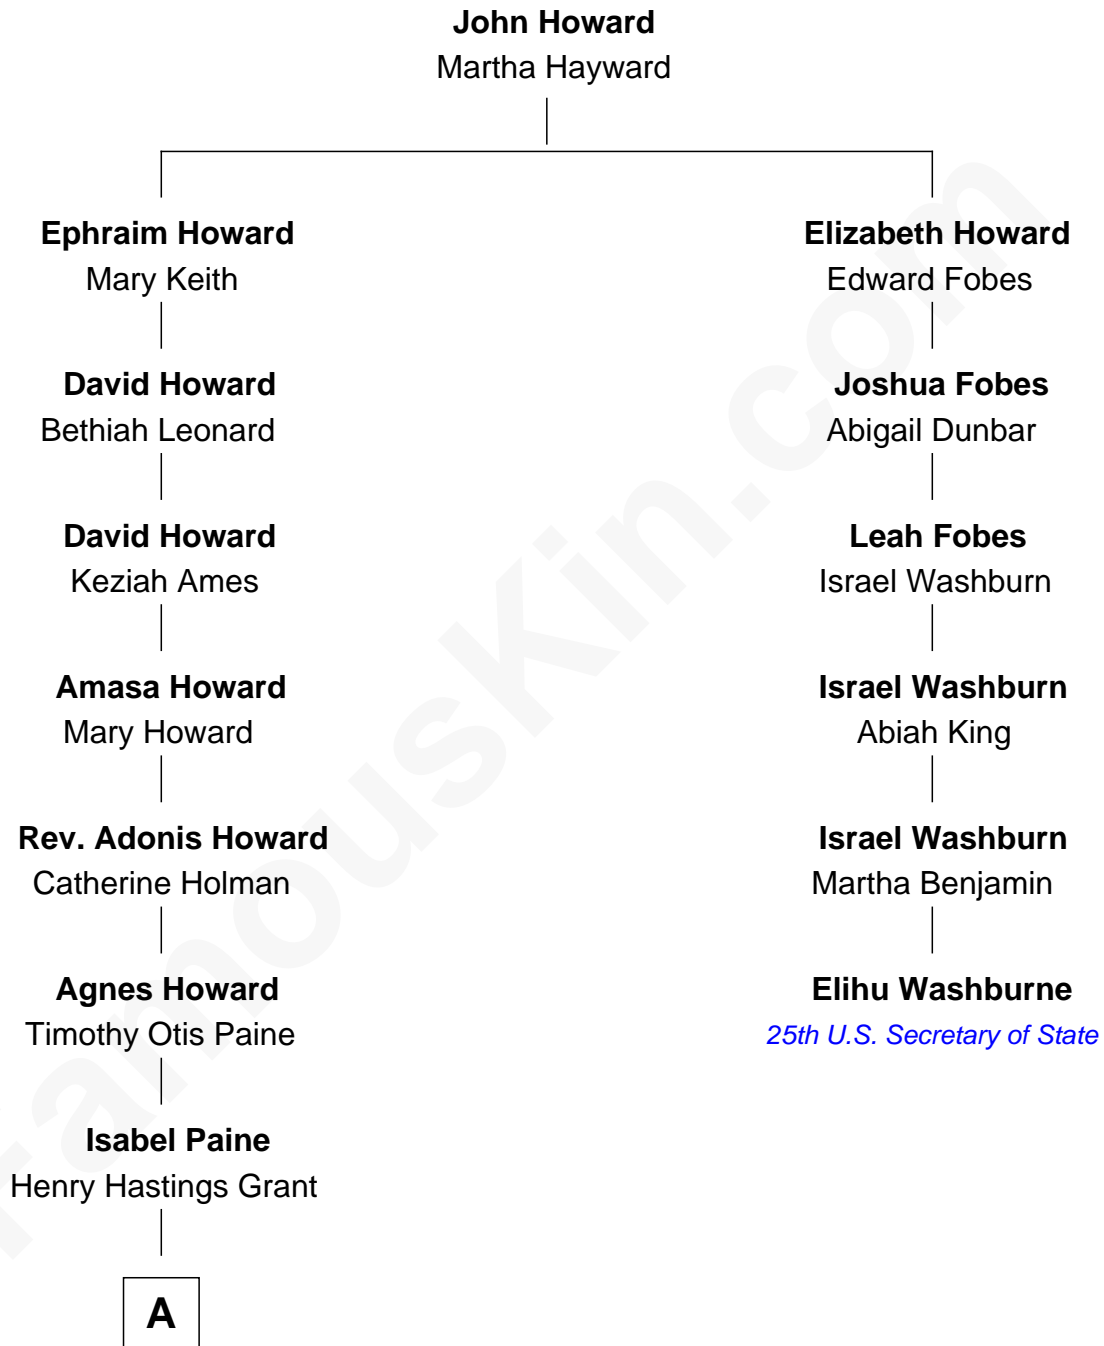 John Howard
Martha Hayward
Ephraim Howard
Mary Keith
Elizabeth Howard
Edward Fobes
David Howard
Bethiah Leonard
Joshua Fobes
Abigail Dunbar
David Howard
Keziah Ames
Leah Fobes
Israel Washburn
Amasa Howard
Mary Howard
Israel Washburn
Abiah King
Rev. Adonis Howard
Catherine Holman
Israel Washburn
Martha Benjamin
Agnes Howard
Timothy Otis Paine
Elihu Washburne
25th U.S. Secretary of State
Isabel Paine
Henry Hastings Grant
A
FamousKin.com